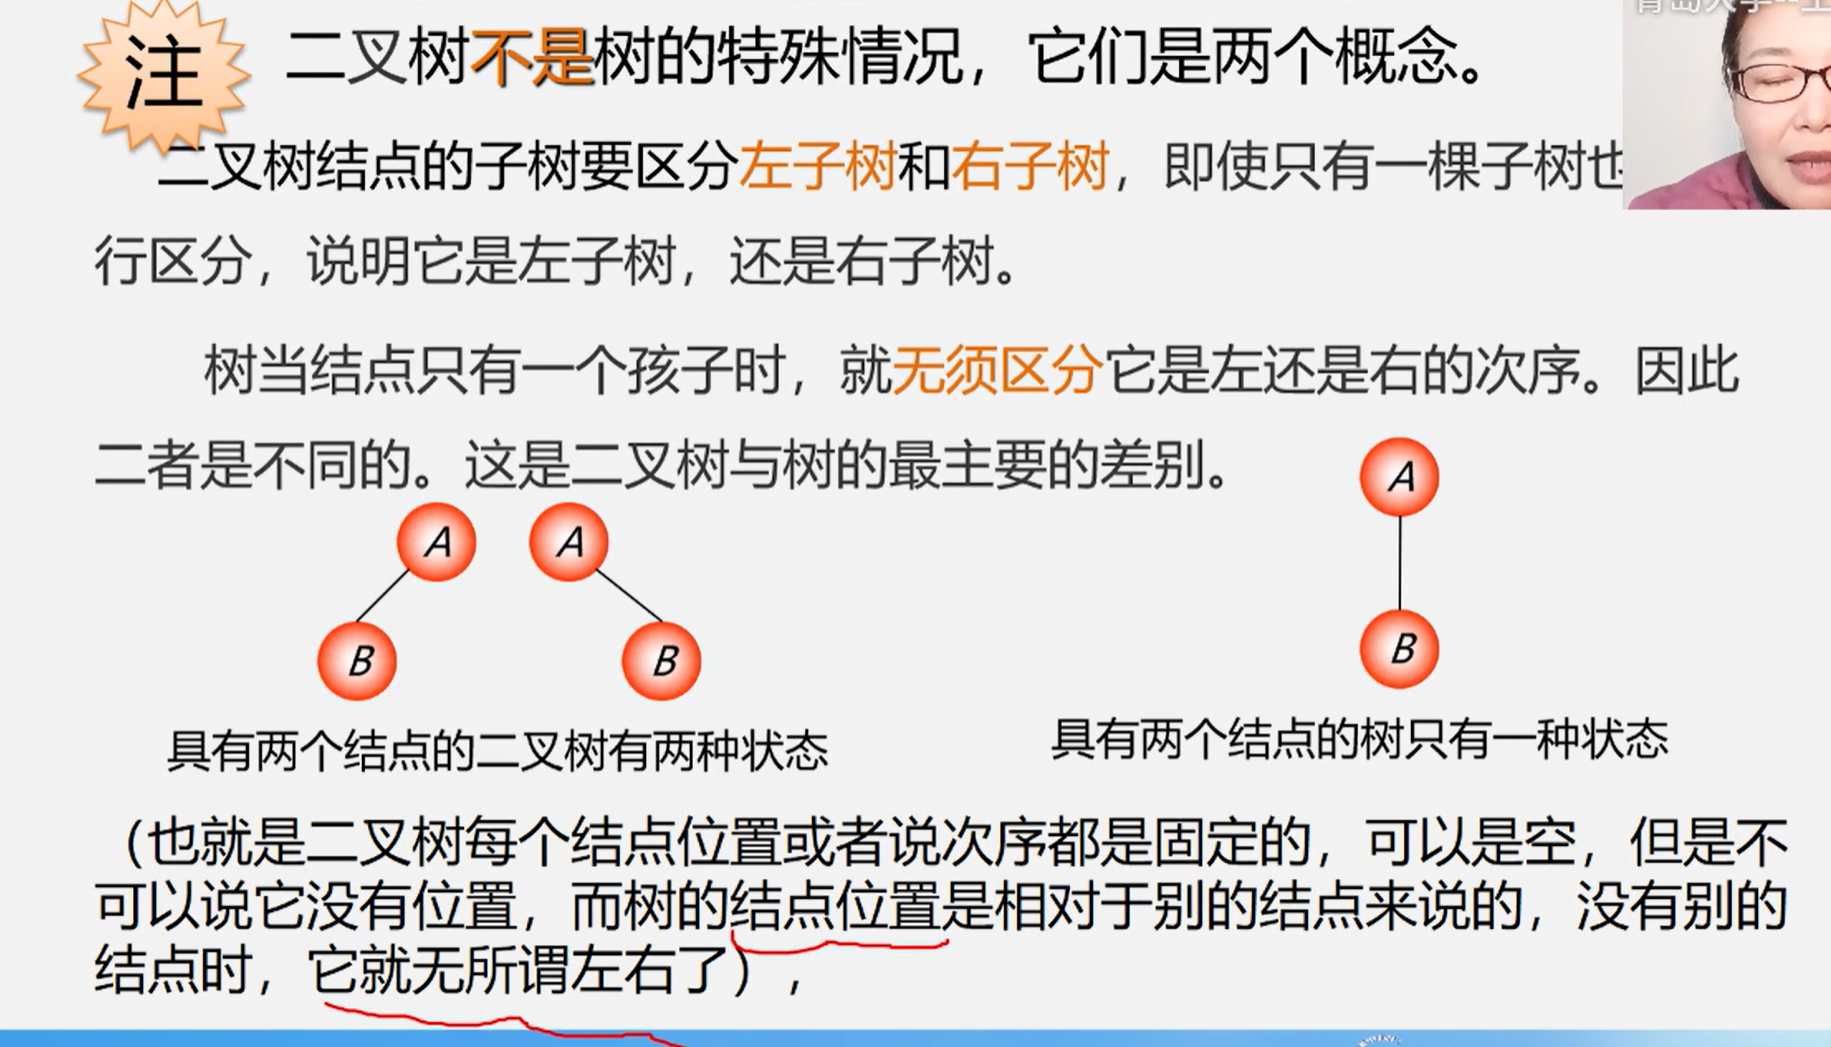 注
二叉树不是树的特殊情况，它们是两个概念。
二叉树结点的子树要区分左子树和右子树，即使只有一棵子树也
行区分，说明它是左子树，还是右子树。
树当结点只有一个孩子时，就无须区分它是左还是右的次序。因此
二者是不同的。这是二叉树与树的最主要的差别。
A
B
A
B
A
B
具有两个结点的二叉树有两种状态
具有两个结点的树只有一种状态
（也就是二叉树每个结点位置或者说次序都是固定的，可以是空，但是不
可以说它没有位置，而树的结点位置是相对于别的结点来说的，没有别的
结点时，它就无所谓左右了），